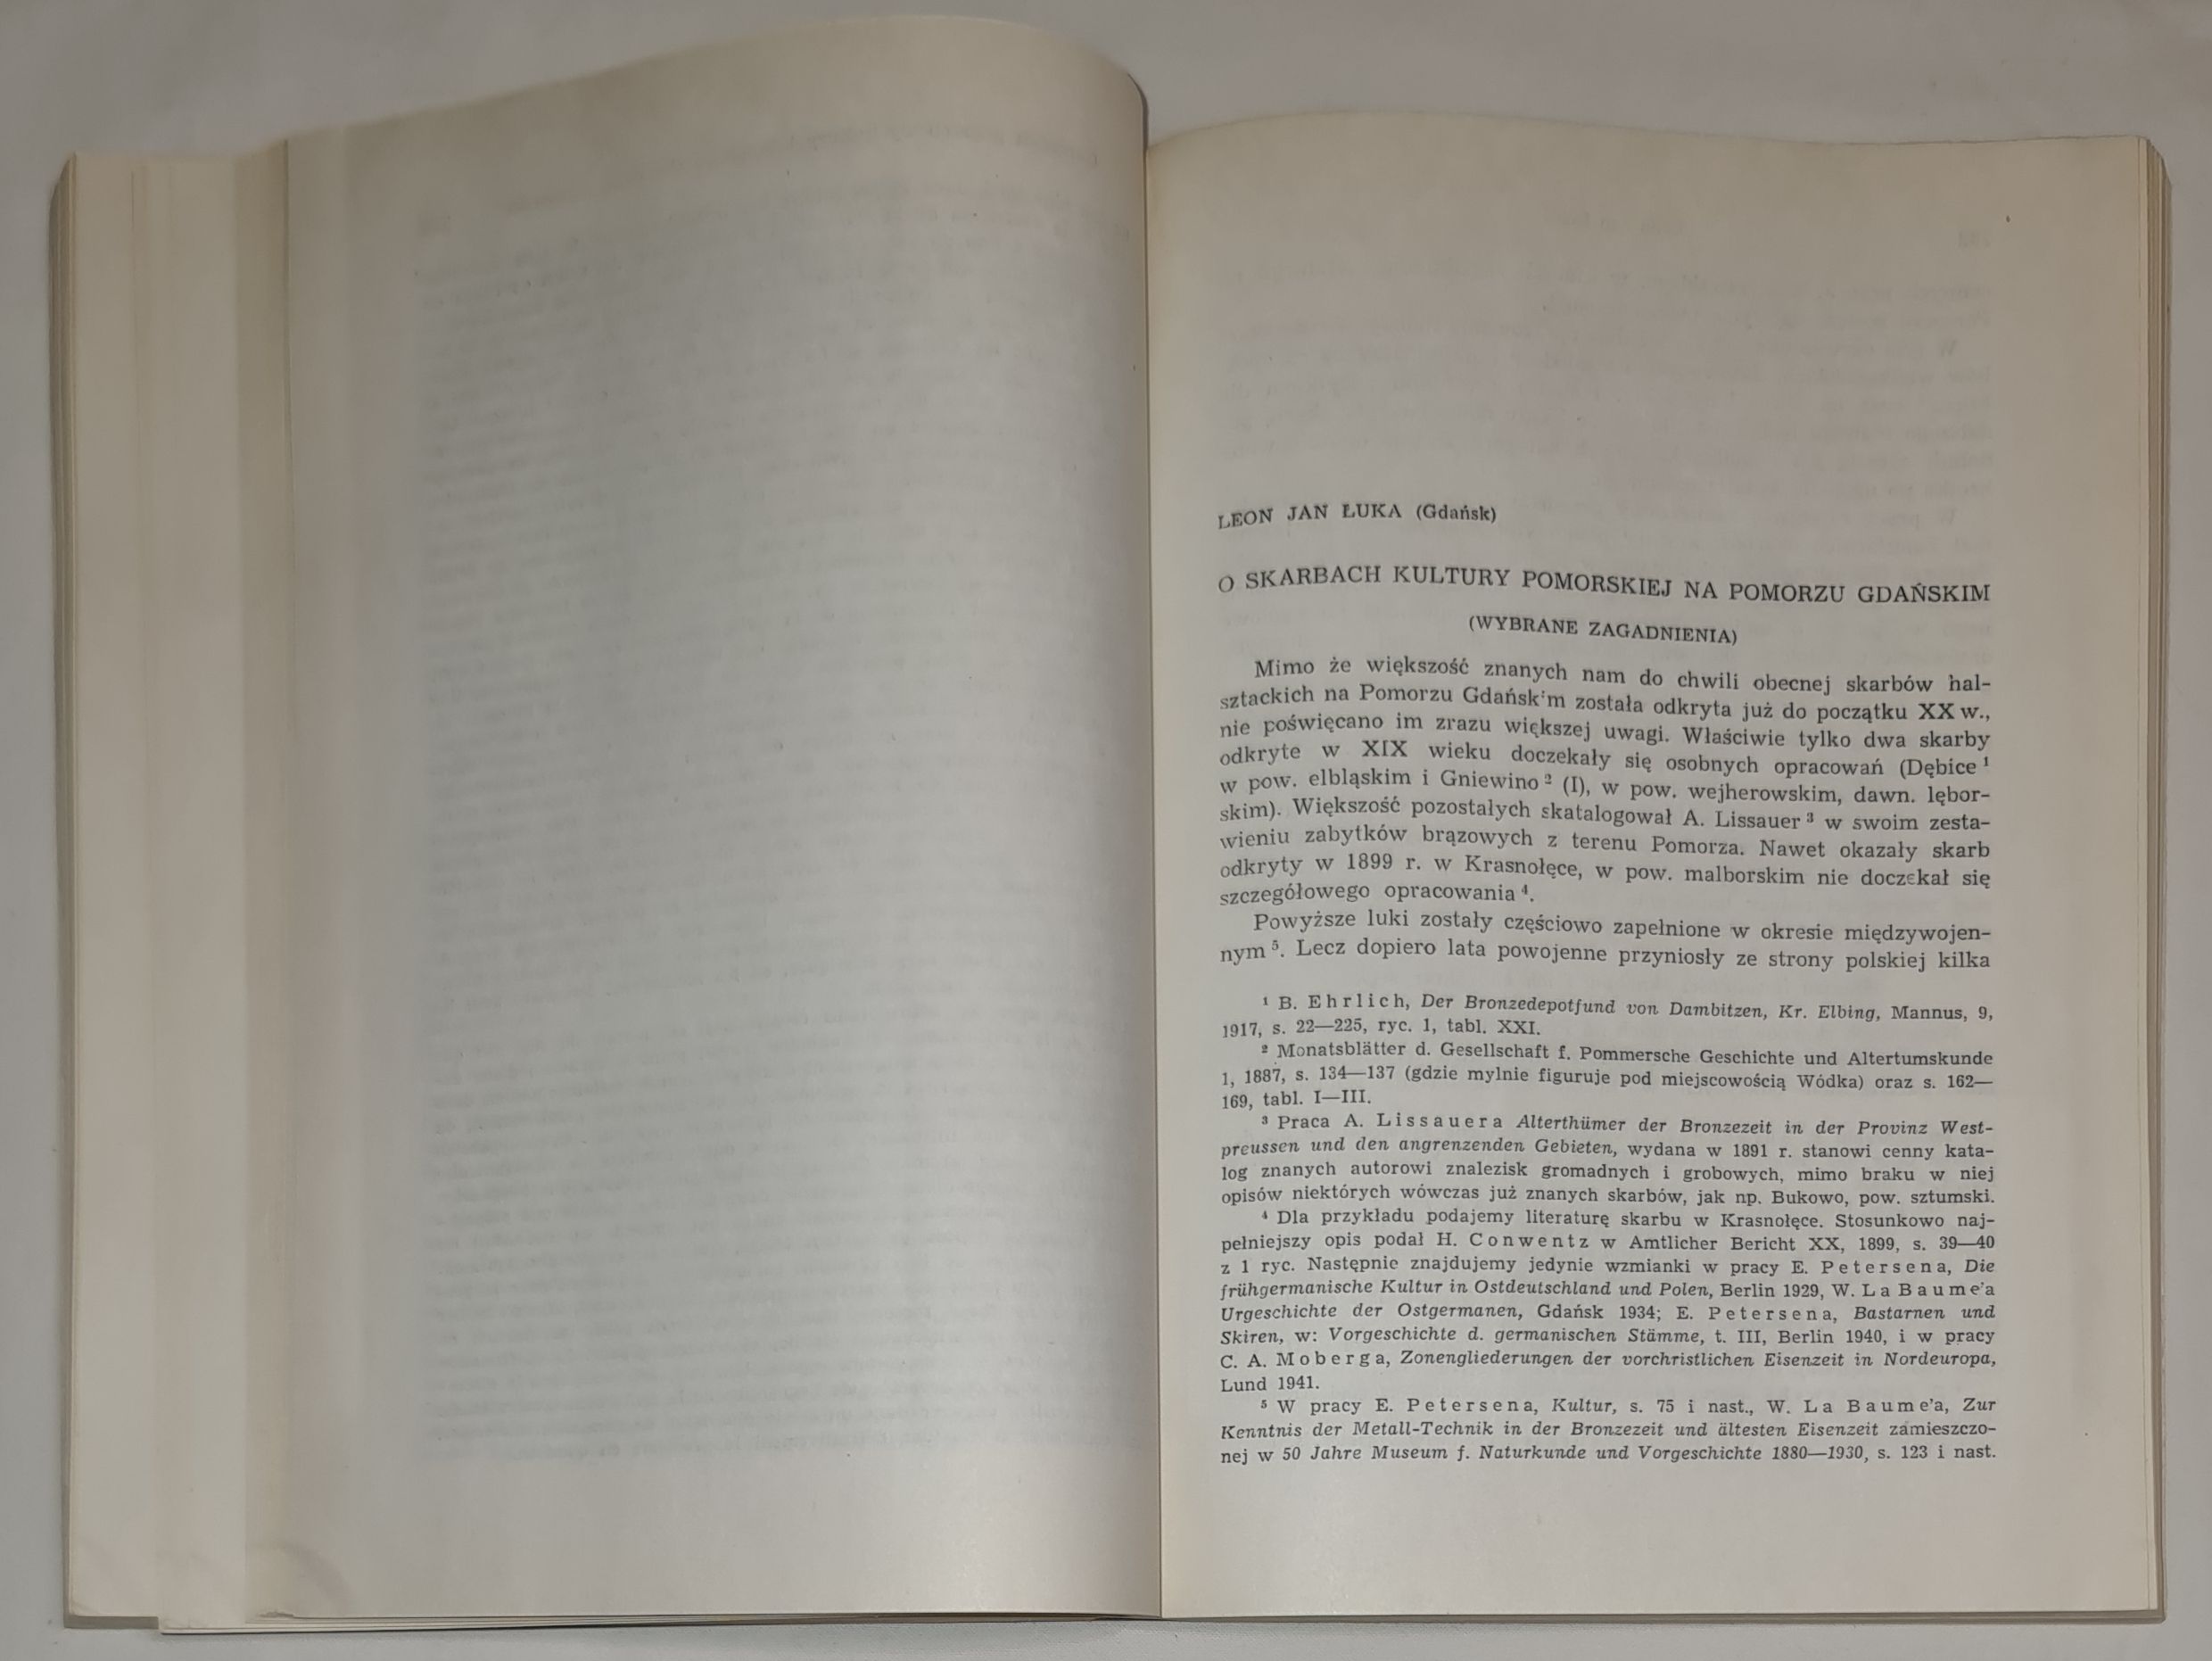 LEON JAN ŁUKA (Gdańsk)
O SKARBACH KULTURY POMORSKIEJ NA POMORZU GDAŃSKIM
(WYBRANE ZAGADNIENIA)
Mimo że większość znanych nam do chwili obecnej skarbów hal-
sztackich na Pomorzu Gdańsk'm została odkryta już do początku XX w.,
nie poświęcano im zrazu większej uwagi. Właściwie tylko dwa skarby
odkryte w XIX wieku doczekały się osobnych opracowań (Dębice ¹
w pow. elbląskim i Gniewino ² (I), w pow. wejherowskim, dawn. lębor-
skim). Większość pozostałych skatalogował A. Lissauer ³ w swoim zesta-
wieniu zabytków brązowych z terenu Pomorza. Nawet okazały skarb
odkryty w 1899 r. w Krasnołęce, w pow. malborskim nie doczekał się
szczegółowego opracowania ⁴.
Powyższe luki zostały częściowo zapełnione w okresie międzywojen-
nym ⁵. Lecz dopiero lata powojenne przyniosły ze strony polskiej kilka
¹ B. Ehrlich, Der Bronzedepotfund von Dambitzen, Kr. Elbing, Mannus, 9,
1917, s. 22—225, ryc. 1, tabl. XXI.
² Monatsblätter d. Gesellschaft f. Pommersche Geschichte und Altertumskunde
1, 1887, s. 134—137 (gdzie mylnie figuruje pod miejscowością Wódka) oraz s. 162—
169, tabl. I—III.
³ Praca A. Lissauera Alterthümer der Bronzezeit in der Provinz West-
preussen und den angrenzenden Gebieten, wydana w 1891 r. stanowi cenny kata-
log znanych autorowi znalezisk gromadnych i grobowych, mimo braku w niej
opisów niektórych wówczas już znanych skarbów, jak np. Bukowo, pow. sztumski.
⁴ Dla przykładu podajemy literaturę skarbu w Krasnołęce. Stosunkowo naj-
pełniejszy opis podał H. Conwentz w Amtlicher Bericht XX, 1899, s. 39—40
z 1 ryc. Następnie znajdujemy jedynie wzmianki w pracy E. Petersena, Die
frühgermanische Kultur in Ostdeutschland und Polen, Berlin 1929, W. La Baume'a
Urgeschichte der Ostgermanen, Gdańsk 1934; E. Petersena, Bastarnen und
Skiren, w: Vorgeschichte d. germanischen Stämme, t. III, Berlin 1940, i w pracy
C. A. Moberga, Zonengliederungen der vorchristlichen Eisenzeit in Nordeuropa,
Lund 1941.
⁵ W pracy E. Petersena, Kultur, s. 75 i nast., W. La Baume'a, Zur
Kenntnis der Metall-Technik in der Bronzezeit und ältesten Eisenzeit zamieszczo-
nej w 50 Jahre Museum f. Naturkunde und Vorgeschichte 1880—1930, s. 123 i nast.